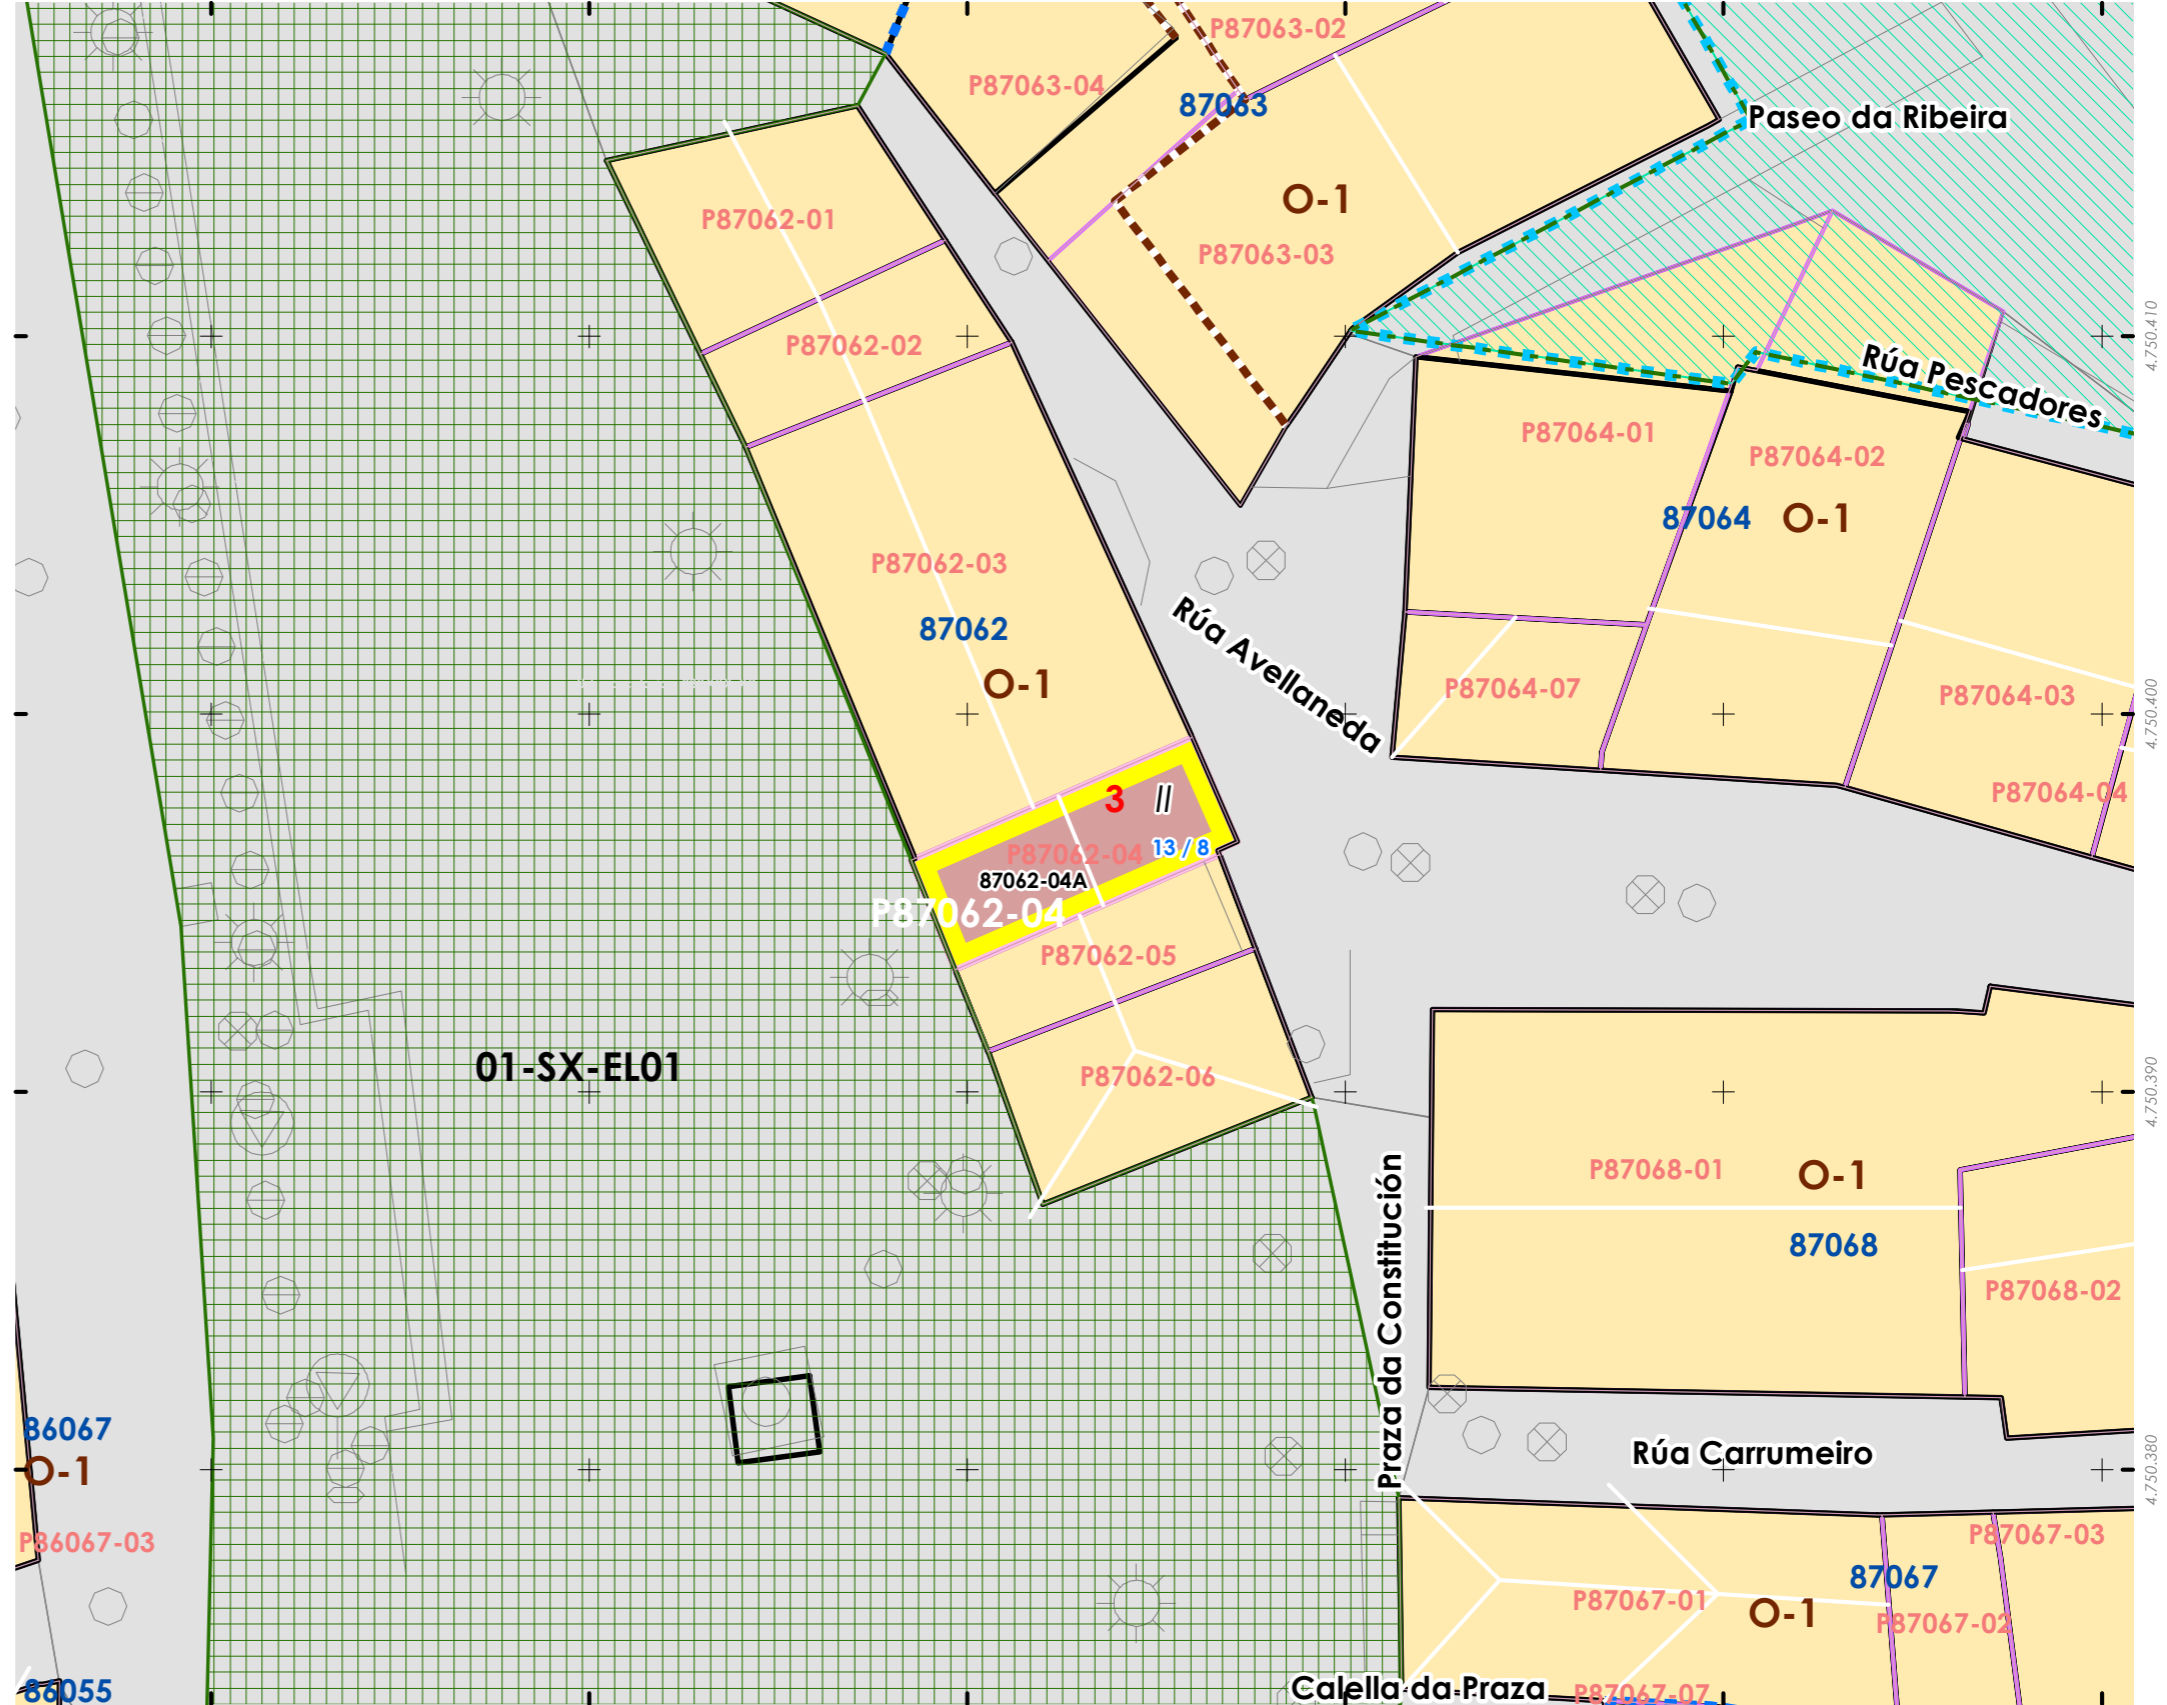 P87063-02
P87063-04
87063
Paseo da Ribeira
O-1
P87062-01
P87063-03
4.750.410
P87062-02
Rúa Pescadores
P87064-01
P87064-02
87064
O-1
P87062-03
87062
Rúa Avellaneda
O-1
P87064-07
P87064-03
4.750.400
3
II
P87064-04
P87062-04
13 / 8
87062-04A
P87062-04
P87062-05
01-SX-EL01
P87062-06
4.750.390
P87068-01
O-1
87068
Praza da Constitución
P87068-02
86067
O-1
Rúa Carrumeiro
4.750.380
P86067-03
P87067-03
87067
P87067-01
O-1
P87067-02
86055
Calella da Praza
P87067-07